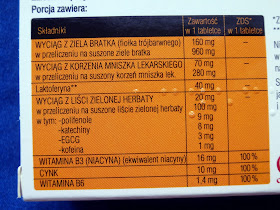 Porcja zawiera:
Składniki Zawartość w 1 tabletce ZDS* w 1 tabletce
WYCIĄG Z ZIELA BRATKA (fiołka trójbarwnego) 160 mg –
w przeliczeniu na suszone ziele bratka 960 mg
WYCIĄG Z KORZENIA MNISZKA LEKARSKIEGO 70 mg –
w przeliczeniu na suszony korzeń mniszka lek. 280 mg
Laktoferyna** 40 mg –
WYCIĄG Z LIŚCI ZIELONEJ HERBATY 20 mg –
w przeliczeniu na suszone liście zielonej herbaty 100 mg
w tym: -polifenole 9 mg
-katechiny
-EGCG 3 mg
-kofeina 1 mg
WITAMINA B3 (NIACYNA) (ekwiwalent niacyny) 16 mg 100 %
CYNK 10 mg 100 %
WITAMINA B6 1,4 mg 100 %